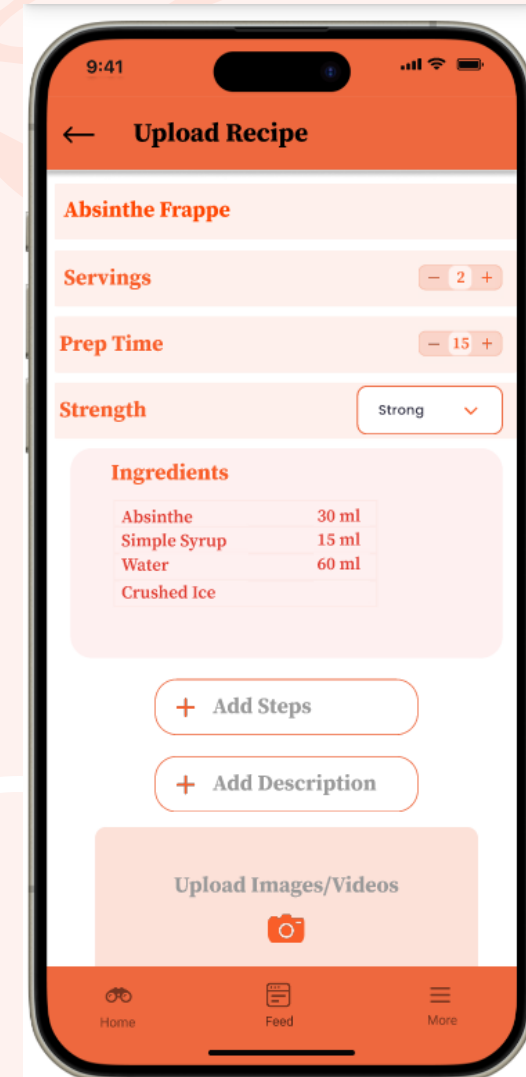 9:41
Upload Recipe
Absinthe Frappe
Servings − 2 +
Prep Time − 15 +
Strength Strong
Ingredients
Absinthe 30 ml
Simple Syrup 15 ml
Water 60 ml
Crushed Ice
+ Add Steps
+ Add Description
Upload Images/Videos
Home Feed More